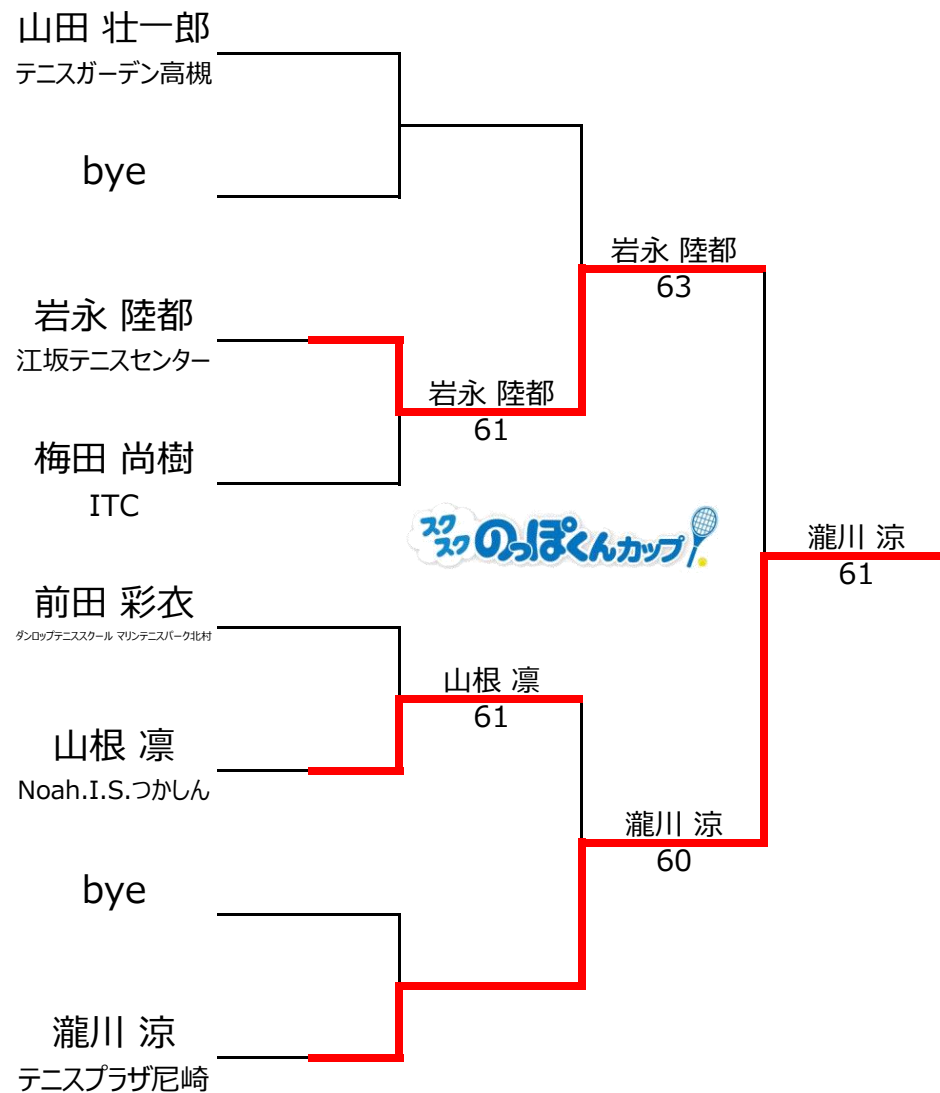 山田 壮一郎
テニスガーデン高槻
bye
岩永 陸都
63
岩永 陸都
江坂テニスセンター
岩永 陸都
61
梅田 尚樹
ITC
スクスクのっぽくんカップ
瀧川 涼
61
前田 彩衣
ダンロップテニススクール マリンテニスパーク北村
山根 凛
61
山根 凛
Noah.I.S.つかしん
瀧川 涼
60
bye
瀧川 涼
テニスプラザ尼崎